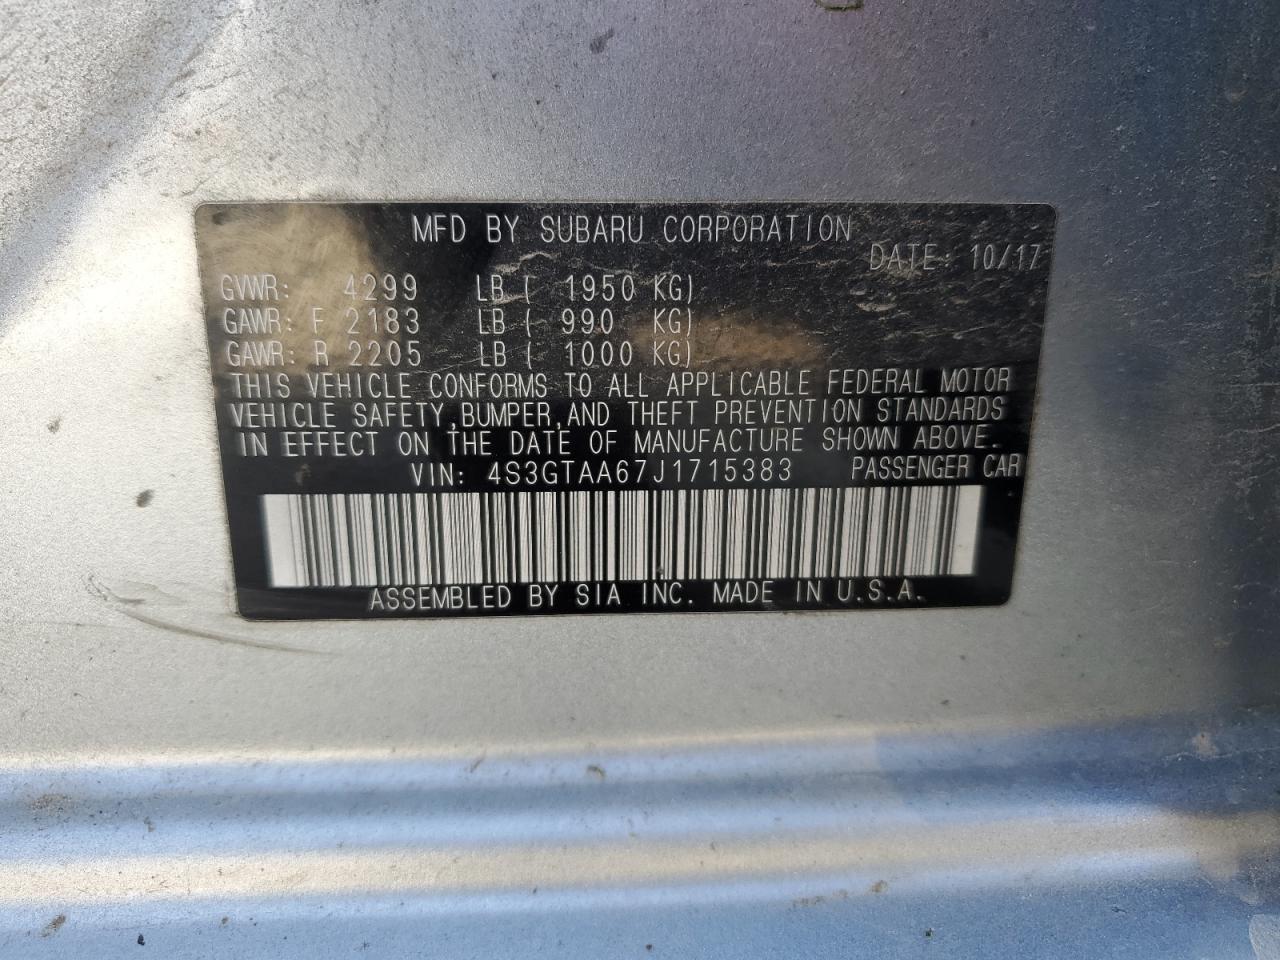 MFD BY SUBARU CORPORATION
DATE: 10/17
GVWR: 4299 LB ( 1950 KG)
GAWR: F 2183 LB ( 990 KG)
GAWR: R 2205 LB ( 1000 KG)
THIS VEHICLE CONFORMS TO ALL APPLICABLE FEDERAL MOTOR
VEHICLE SAFETY,BUMPER,AND THEFT PREVENTION STANDARDS
IN EFFECT ON THE DATE OF MANUFACTURE SHOWN ABOVE.
VIN: 4S3GTAA67J1715383 PASSENGER CAR
ASSEMBLED BY SIA INC. MADE IN U.S.A.